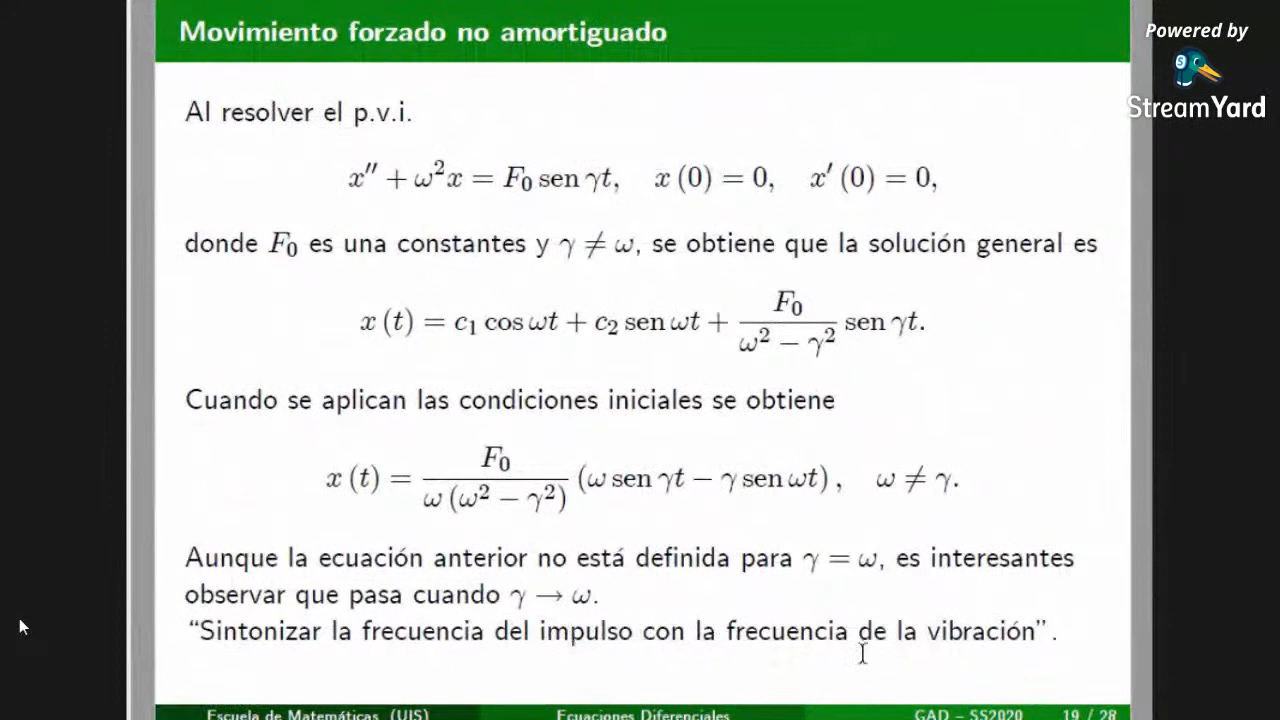 Movimiento forzado no amortiguado
Powered by
StreamYard
Al resolver el p.v.i.
x″ + ω²x = F₀ sen γt, x (0) = 0, x′ (0) = 0,
donde F₀ es una constantes y γ ≠ ω, se obtiene que la solución general es
x (t) = c₁ cos ωt + c₂ sen ωt + F₀ / (ω² − γ²) sen γt.
Cuando se aplican las condiciones iniciales se obtiene
x (t) = F₀ / (ω (ω² − γ²)) (ω sen γt − γ sen ωt) , ω ≠ γ.
Aunque la ecuación anterior no está definida para γ = ω, es interesantes
observar que pasa cuando γ → ω.
“Sintonizar la frecuencia del impulso con la frecuencia de la vibración”.
Escuela de Matemáticas (UIS) Ecuaciones Diferenciales GAD – SS2020 19 / 28